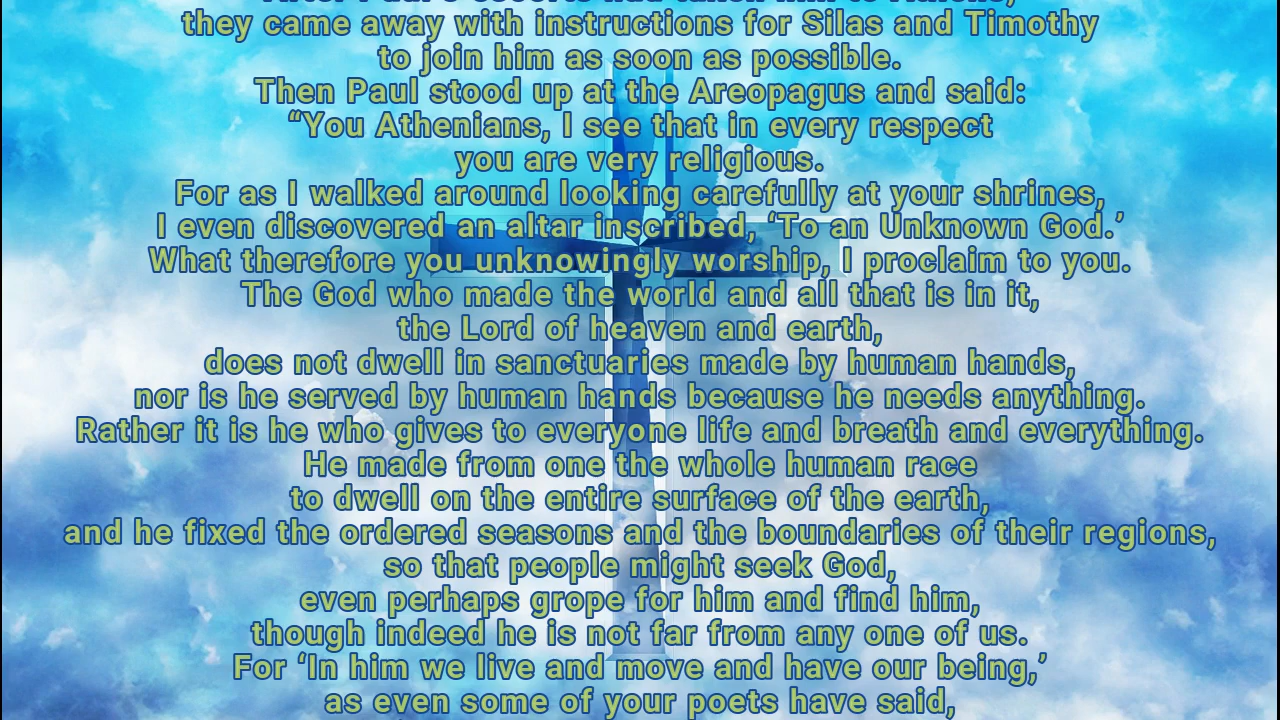 After Paul's escorts had taken him to Athens,
they came away with instructions for Silas and Timothy
to join him as soon as possible.
Then Paul stood up at the Areopagus and said:
“You Athenians, I see that in every respect
you are very religious.
For as I walked around looking carefully at your shrines,
I even discovered an altar inscribed, ‘To an Unknown God.’
What therefore you unknowingly worship, I proclaim to you.
The God who made the world and all that is in it,
the Lord of heaven and earth,
does not dwell in sanctuaries made by human hands,
nor is he served by human hands because he needs anything.
Rather it is he who gives to everyone life and breath and everything.
He made from one the whole human race
to dwell on the entire surface of the earth,
and he fixed the ordered seasons and the boundaries of their regions,
so that people might seek God,
even perhaps grope for him and find him,
though indeed he is not far from any one of us.
For ‘In him we live and move and have our being,’
as even some of your poets have said,